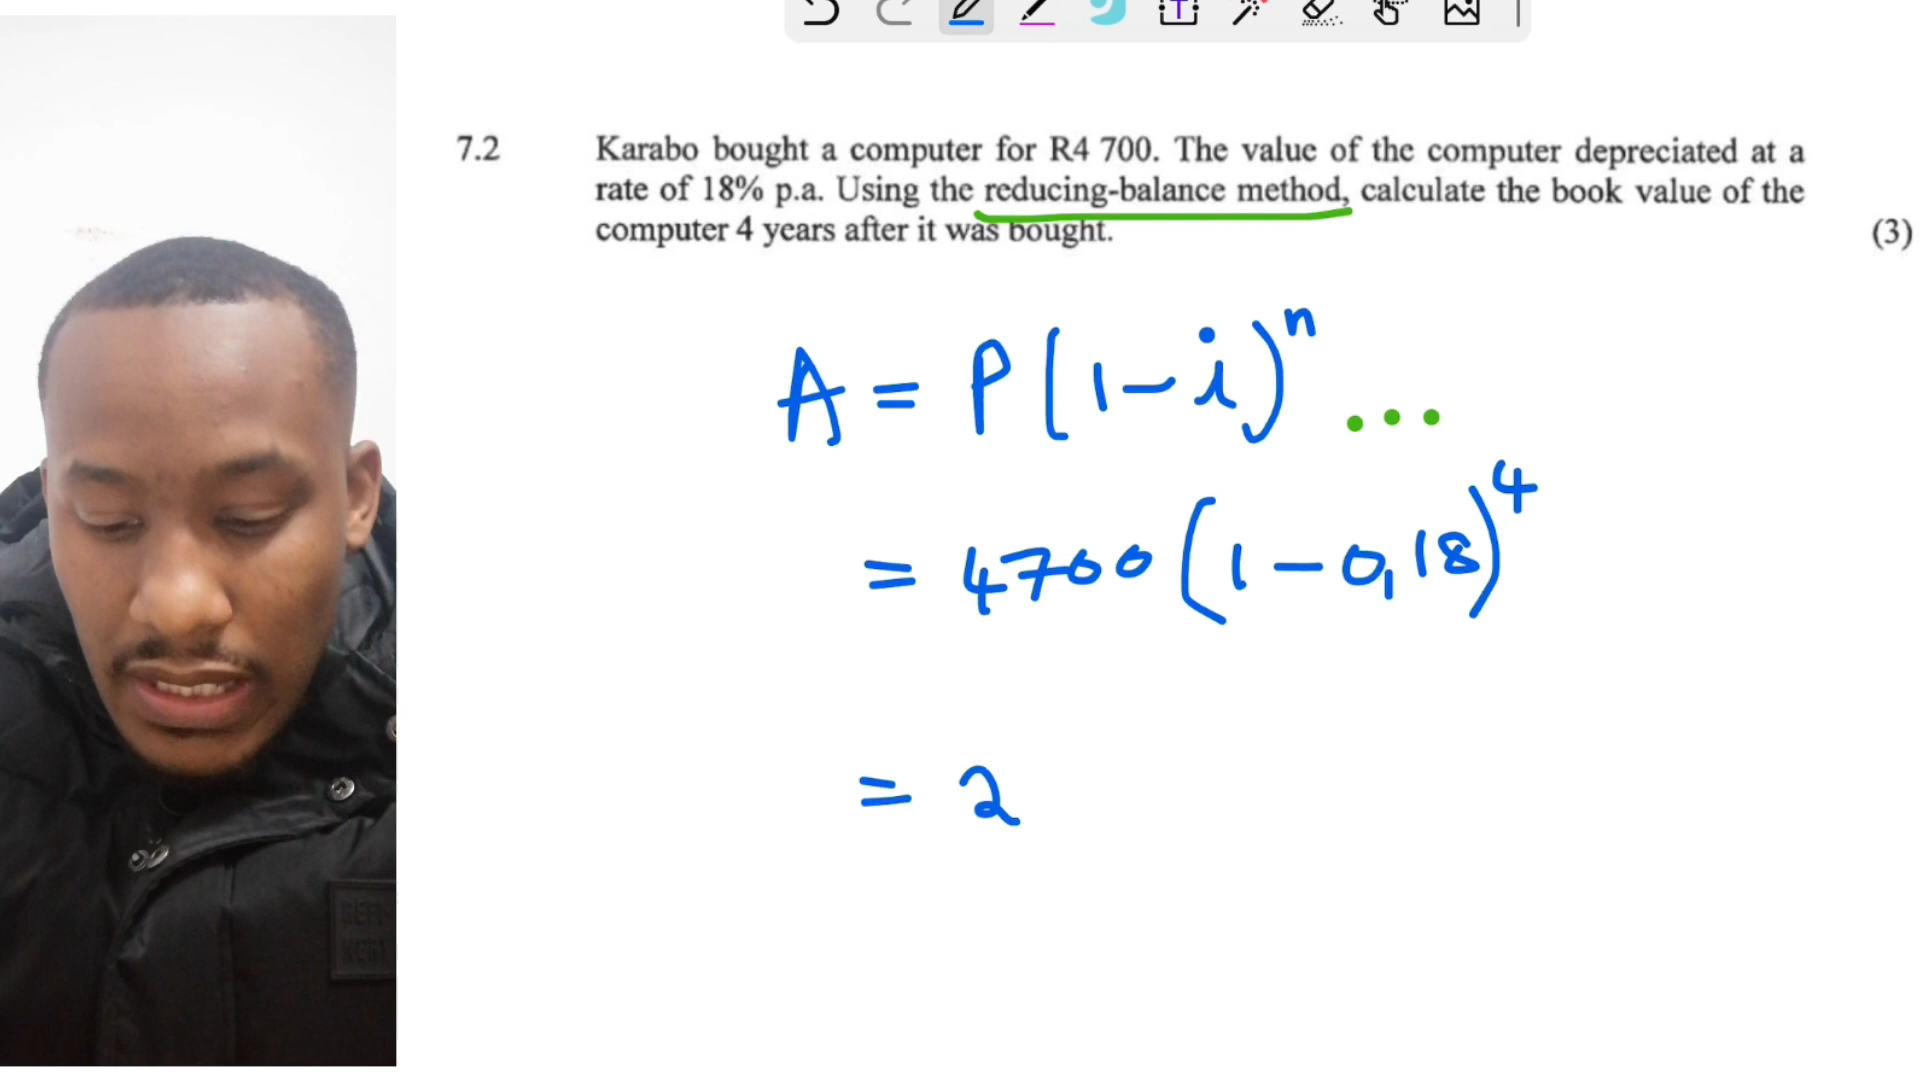 7.2 Karabo bought a computer for R4 700. The value of the computer depreciated at a
rate of 18% p.a. Using the reducing-balance method, calculate the book value of the
computer 4 years after it was bought. (3)
A = P(1-i)^n ...
= 4700(1-0,18)^4
= 2